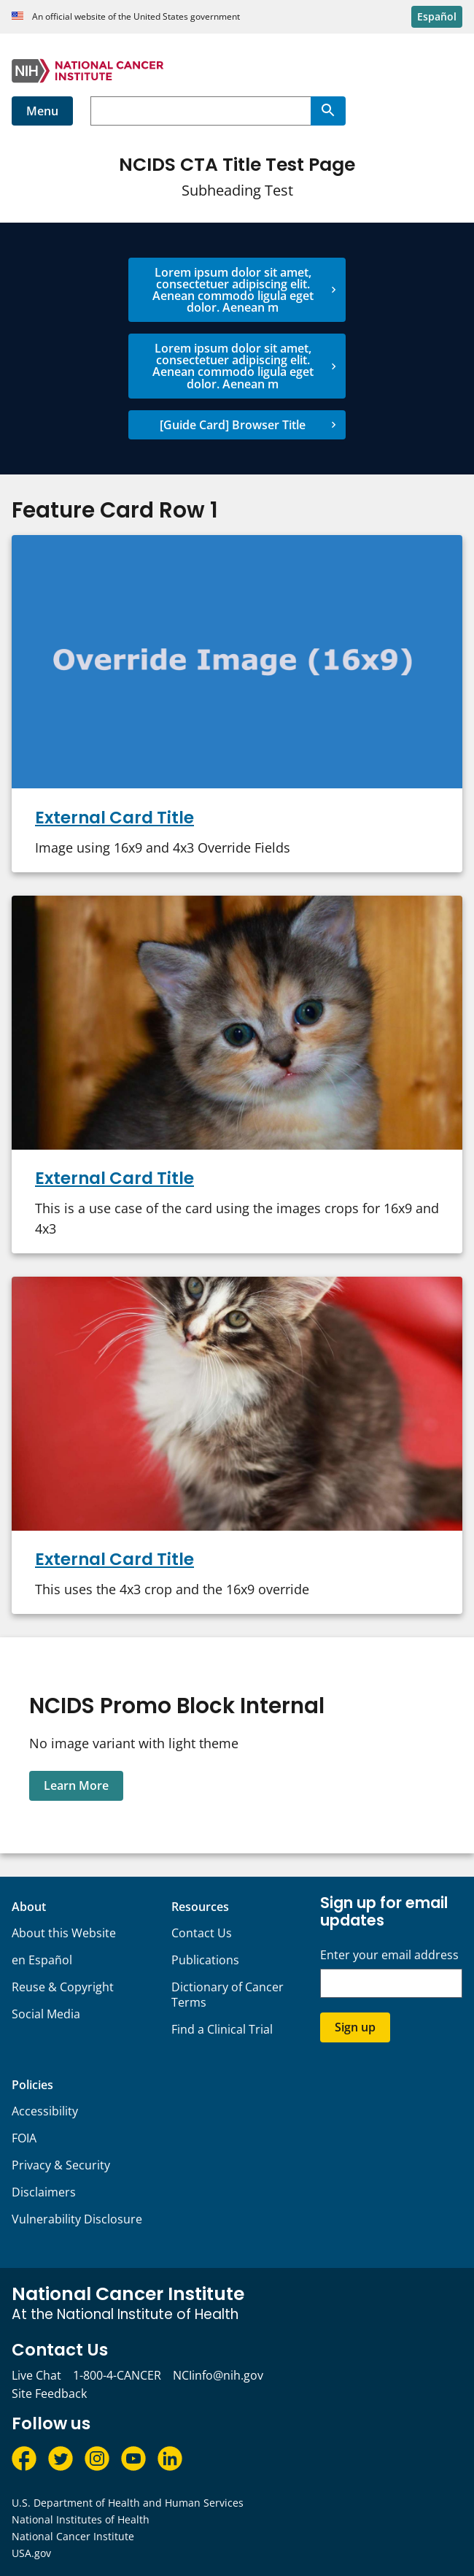 An official website of the United States government
Español
NIH NATIONAL CANCER
INSTITUTE
Menu
NCIDS CTA Title Test Page
Subheading Test
Lorem ipsum dolor sit amet,
consectetuer adipiscing elit.
Aenean commodo ligula eget
dolor. Aenean m
Lorem ipsum dolor sit amet,
consectetuer adipiscing elit.
Aenean commodo ligula eget
dolor. Aenean m
[Guide Card] Browser Title
Feature Card Row 1
Override Image (16x9)
External Card Title
Image using 16x9 and 4x3 Override Fields
External Card Title
This is a use case of the card using the images crops for 16x9 and
4x3
External Card Title
This uses the 4x3 crop and the 16x9 override
NCIDS Promo Block Internal
No image variant with light theme
Learn More
About
About this Website
en Español
Reuse & Copyright
Social Media
Resources
Contact Us
Publications
Dictionary of Cancer
Terms
Find a Clinical Trial
Sign up for email
updates
Enter your email address
Sign up
Policies
Accessibility
FOIA
Privacy & Security
Disclaimers
Vulnerability Disclosure
National Cancer Institute
At the National Institute of Health
Contact Us
Live Chat 1-800-4-CANCER NCIinfo@nih.gov
Site Feedback
Follow us
U.S. Department of Health and Human Services
National Institutes of Health
National Cancer Institute
USA.gov